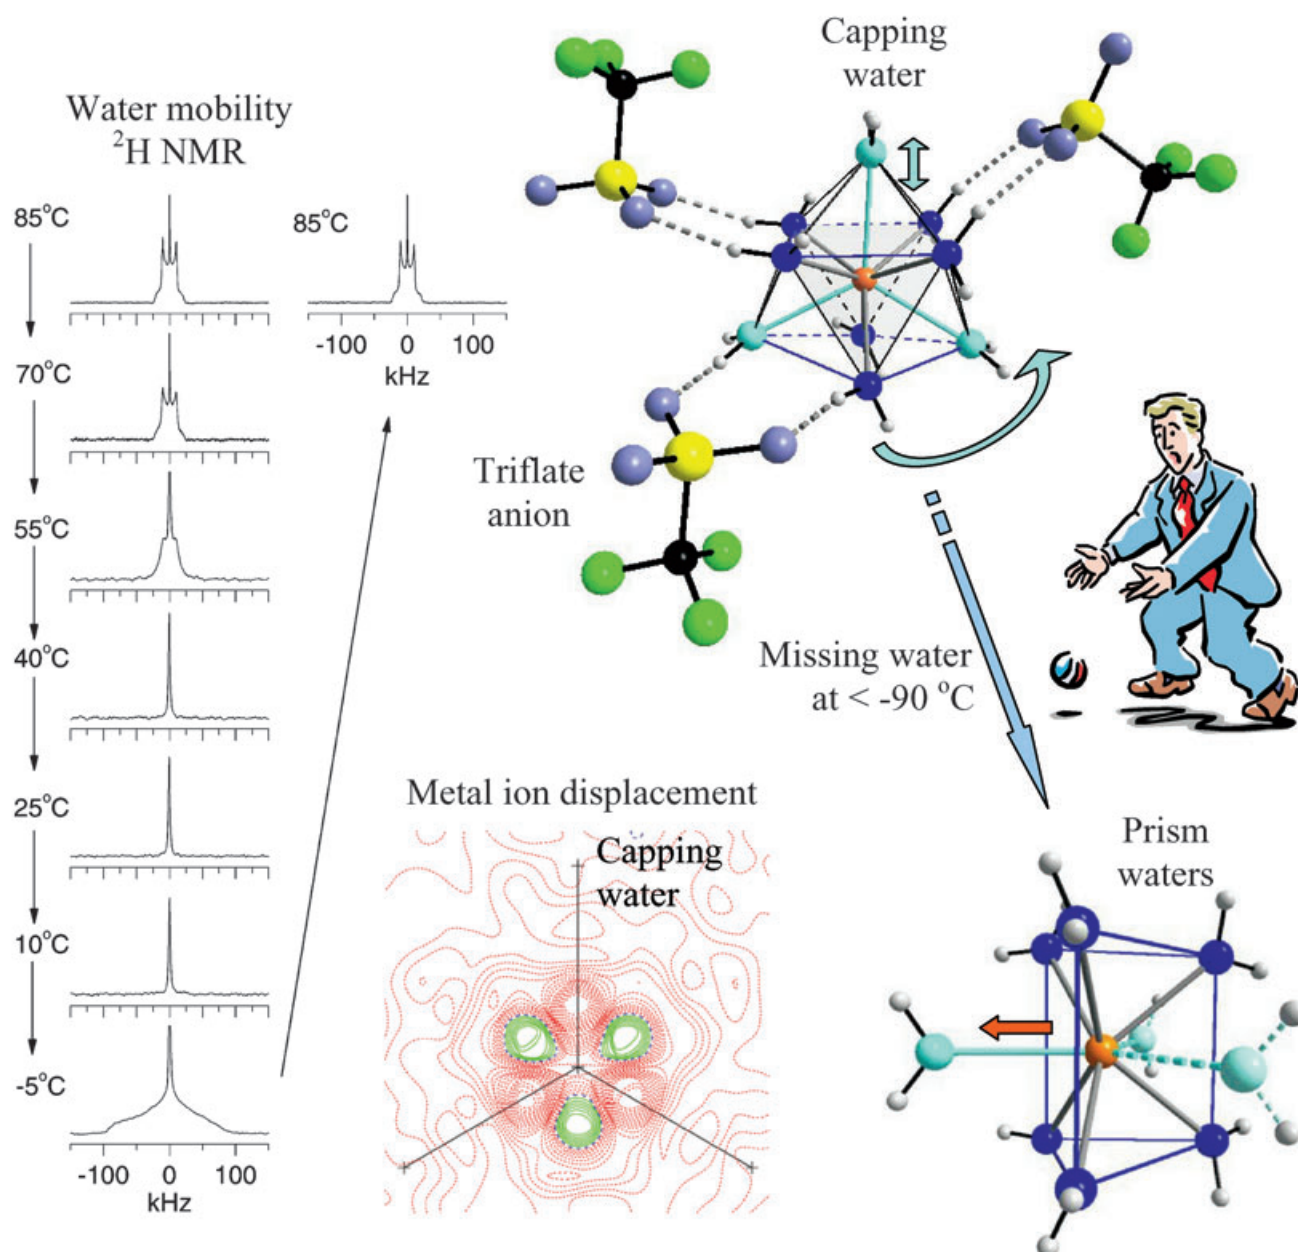 Water mobility
²H NMR
85°C
70°C
55°C
40°C
25°C
10°C
-5°C
-100 0 100
kHz
85°C
-100 0 100
kHz
Capping
water
Triflate
anion
Missing water
at < -90 °C
Metal ion displacement
Capping
water
Prism
waters